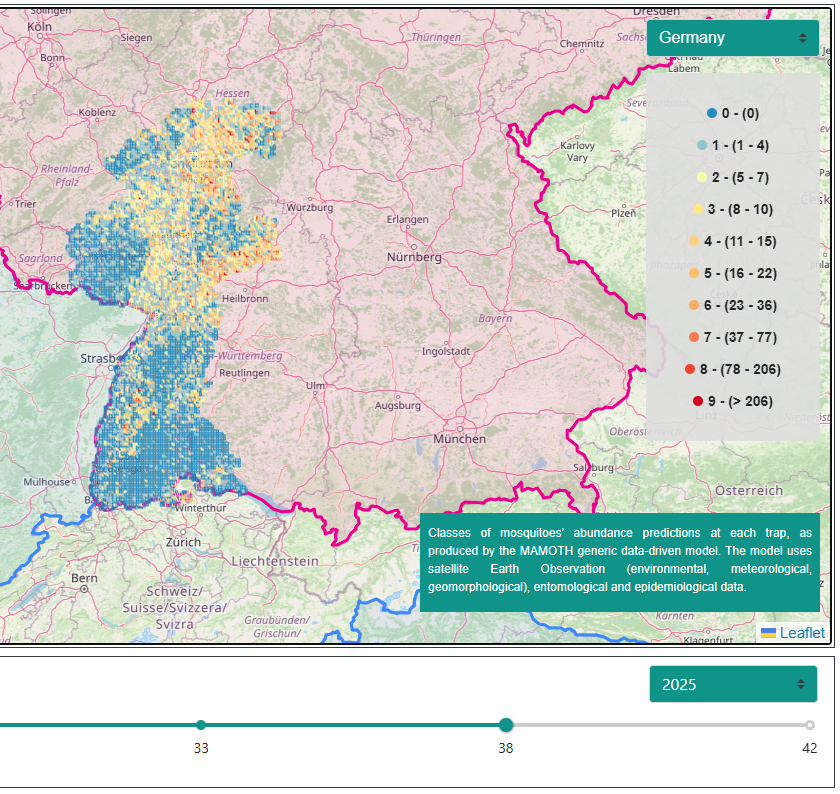 Solingen
Köln
Siegen
Bonn
Thüringen
Dresden
Chemnitz
Germany
Labem
Hessen
Koblenz
Karlovy
Vary
Rheinland-
Pfalz
Trier
Würzburg
Erlangen
Plzeň
Nürnberg
Saarland
Saarbrücken
Heilbronn
Bayern
Strasb
-Württemberg
Reutlingen
Ingolstadt
Ulm
Augsburg
München
Linz
Salzburg
Mulhouse
Österreich
Winterthur
Zürich
Liechtenstein
Bern
Schweiz/
Suisse/Svizzera/
Svizra
Graubünden/
Grischun/
Kärnten
Klagenfurt
0 - (0)
1 - (1 - 4)
2 - (5 - 7)
3 - (8 - 10)
4 - (11 - 15)
5 - (16 - 22)
6 - (23 - 36)
7 - (37 - 77)
8 - (78 - 206)
9 - (> 206)
Classes of mosquitoes' abundance predictions at each trap, as
produced by the MAMOTH generic data-driven model. The model uses
satellite Earth Observation (environmental, meteorological,
geomorphological), entomological and epidemiological data.
Leaflet
2025
33
38
42